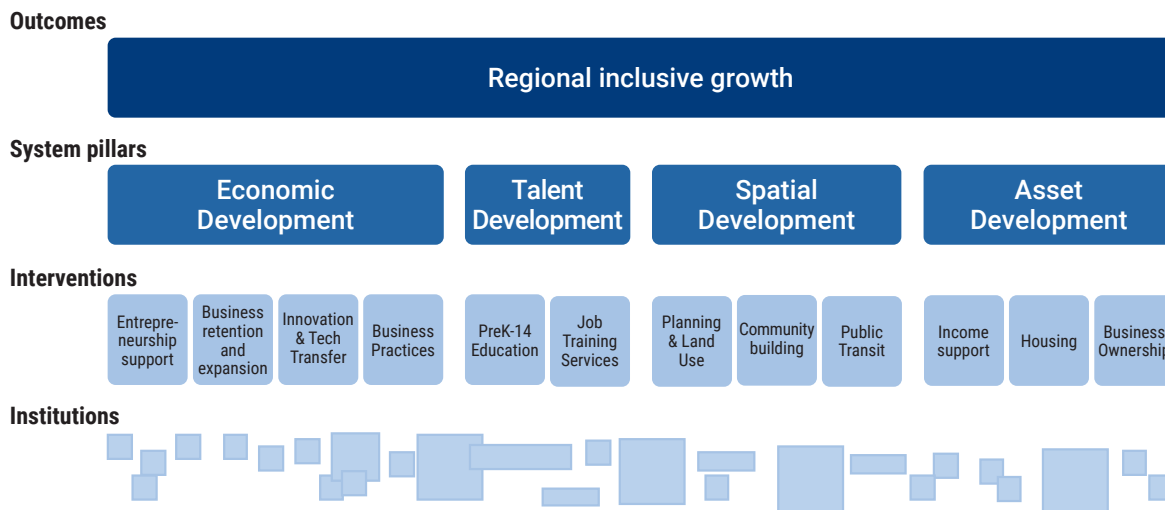 Outcomes
Regional inclusive growth
System pillars
Economic
Development
Talent
Development
Spatial
Development
Asset
Development
Interventions
Entrepre-
neurship
support
Business
retention
and
expansion
Innovation
& Tech
Transfer
Business
Practices
PreK-14
Education
Job
Training
Services
Planning
& Land
Use
Community
building
Public
Transit
Income
support
Housing
Business
Ownership
Institutions